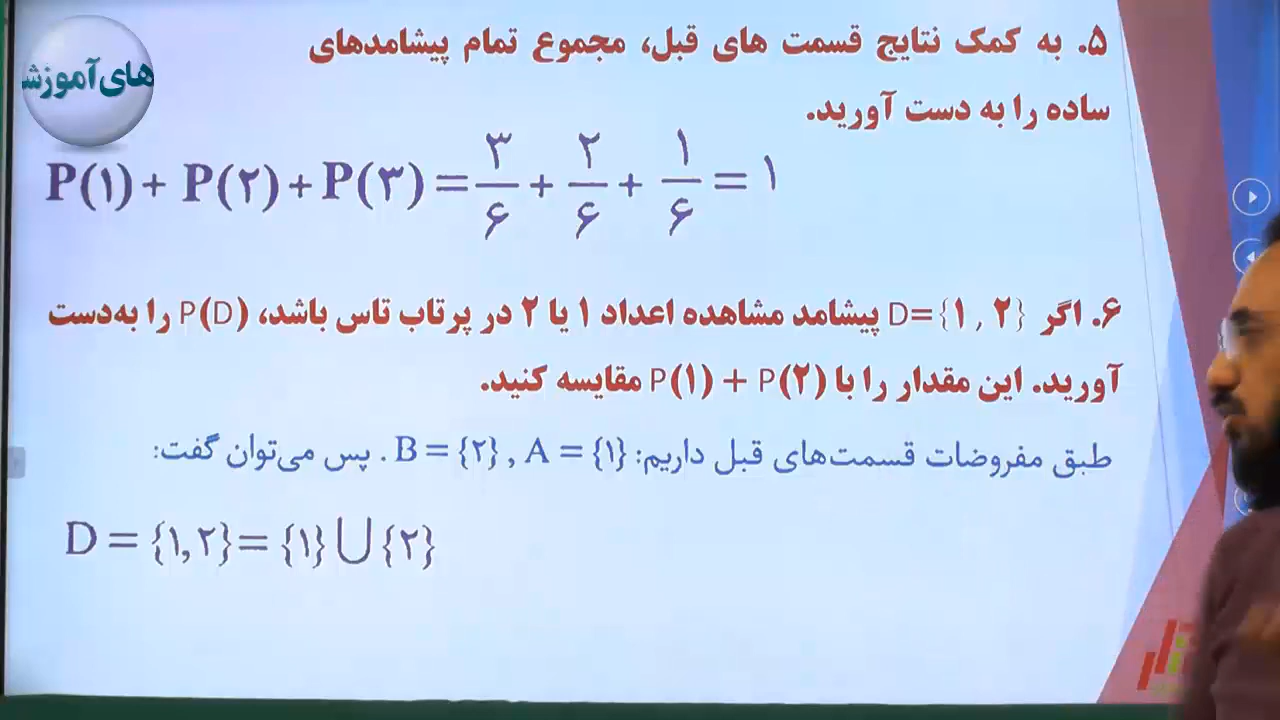 های آموزش
۵. به کمک نتایج قسمت های قبل، مجموع تمام پیشامدهای
ساده را به دست آورید.
P(۱)+ P(۲)+P(۳)=۳/۶+۲/۶+۱/۶=۱
۶. اگر D={۱ , ۲} پیشامد مشاهده اعداد ۱ یا ۲ در پرتاب تاس باشد، P(D) را به‌دست
آورید. این مقدار را با P(۱) + P(۲) مقایسه کنید.
طبق مفروضات قسمت‌های قبل داریم: A = {۱} , B = {۲} . پس می‌توان گفت:
D = {۱,۲}= {۱}⋃{۲}